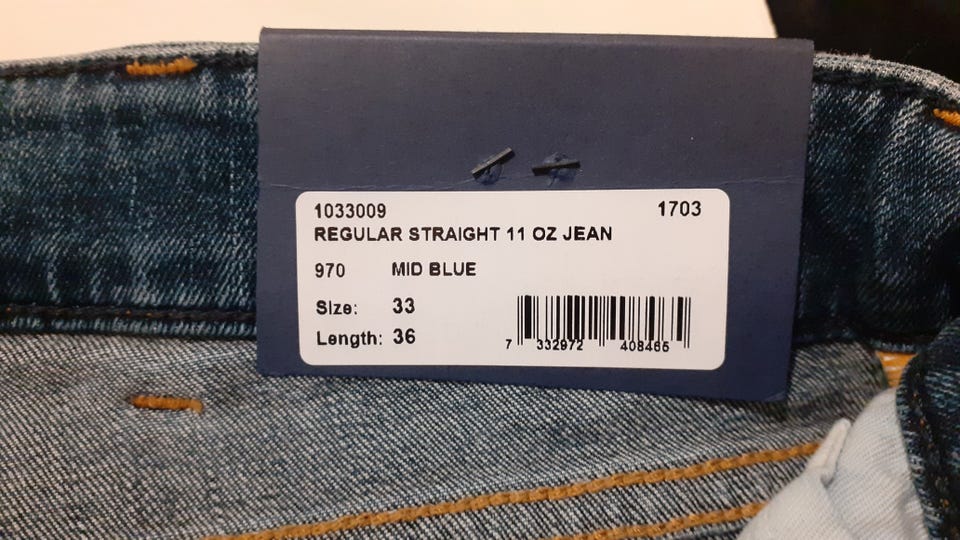 1033009 1703
REGULAR STRAIGHT 11 OZ JEAN
970 MID BLUE
Size: 33
Length: 36
7 332972 408465